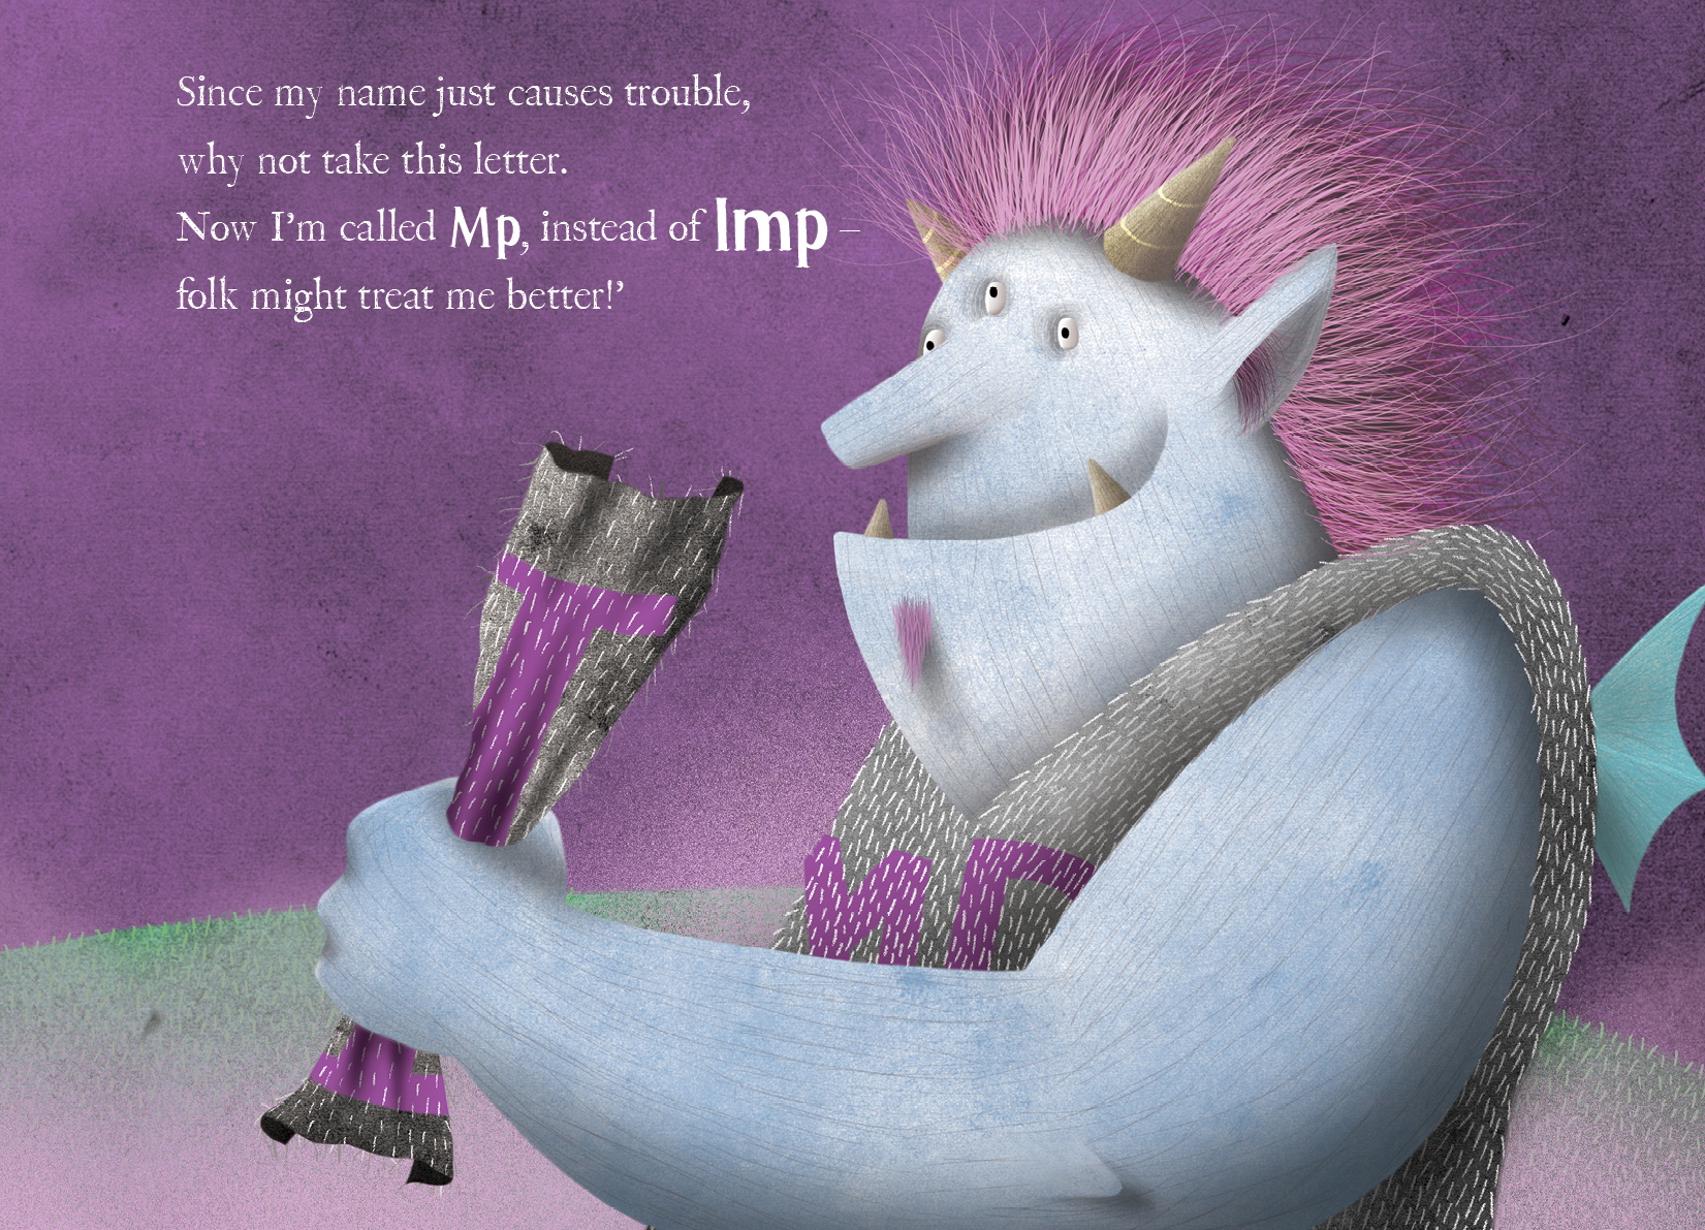 Since my name just causes trouble,
why not take this letter.
Now I’m called Mp, instead of Imp –
folk might treat me better!’
I
MP